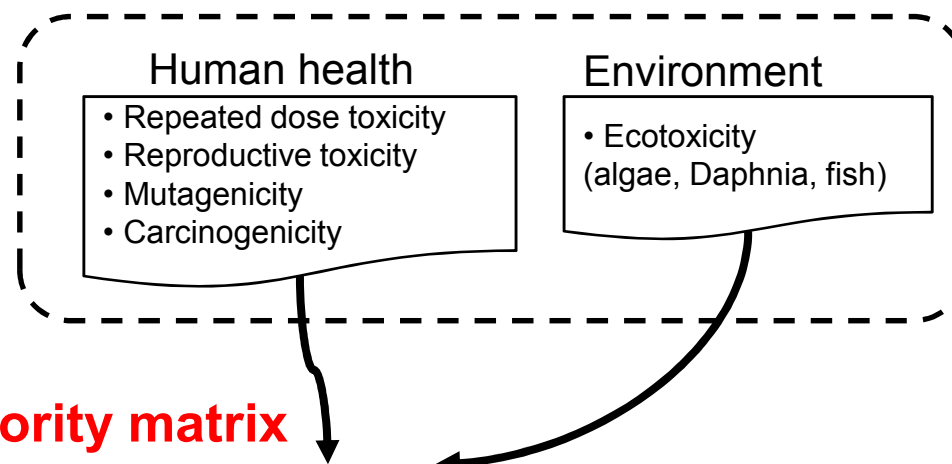 Human health
• Repeated dose toxicity
• Reproductive toxicity
• Mutagenicity
• Carcinogenicity
Environment
• Ecotoxicity
(algae, Daphnia, fish)
ority matrix